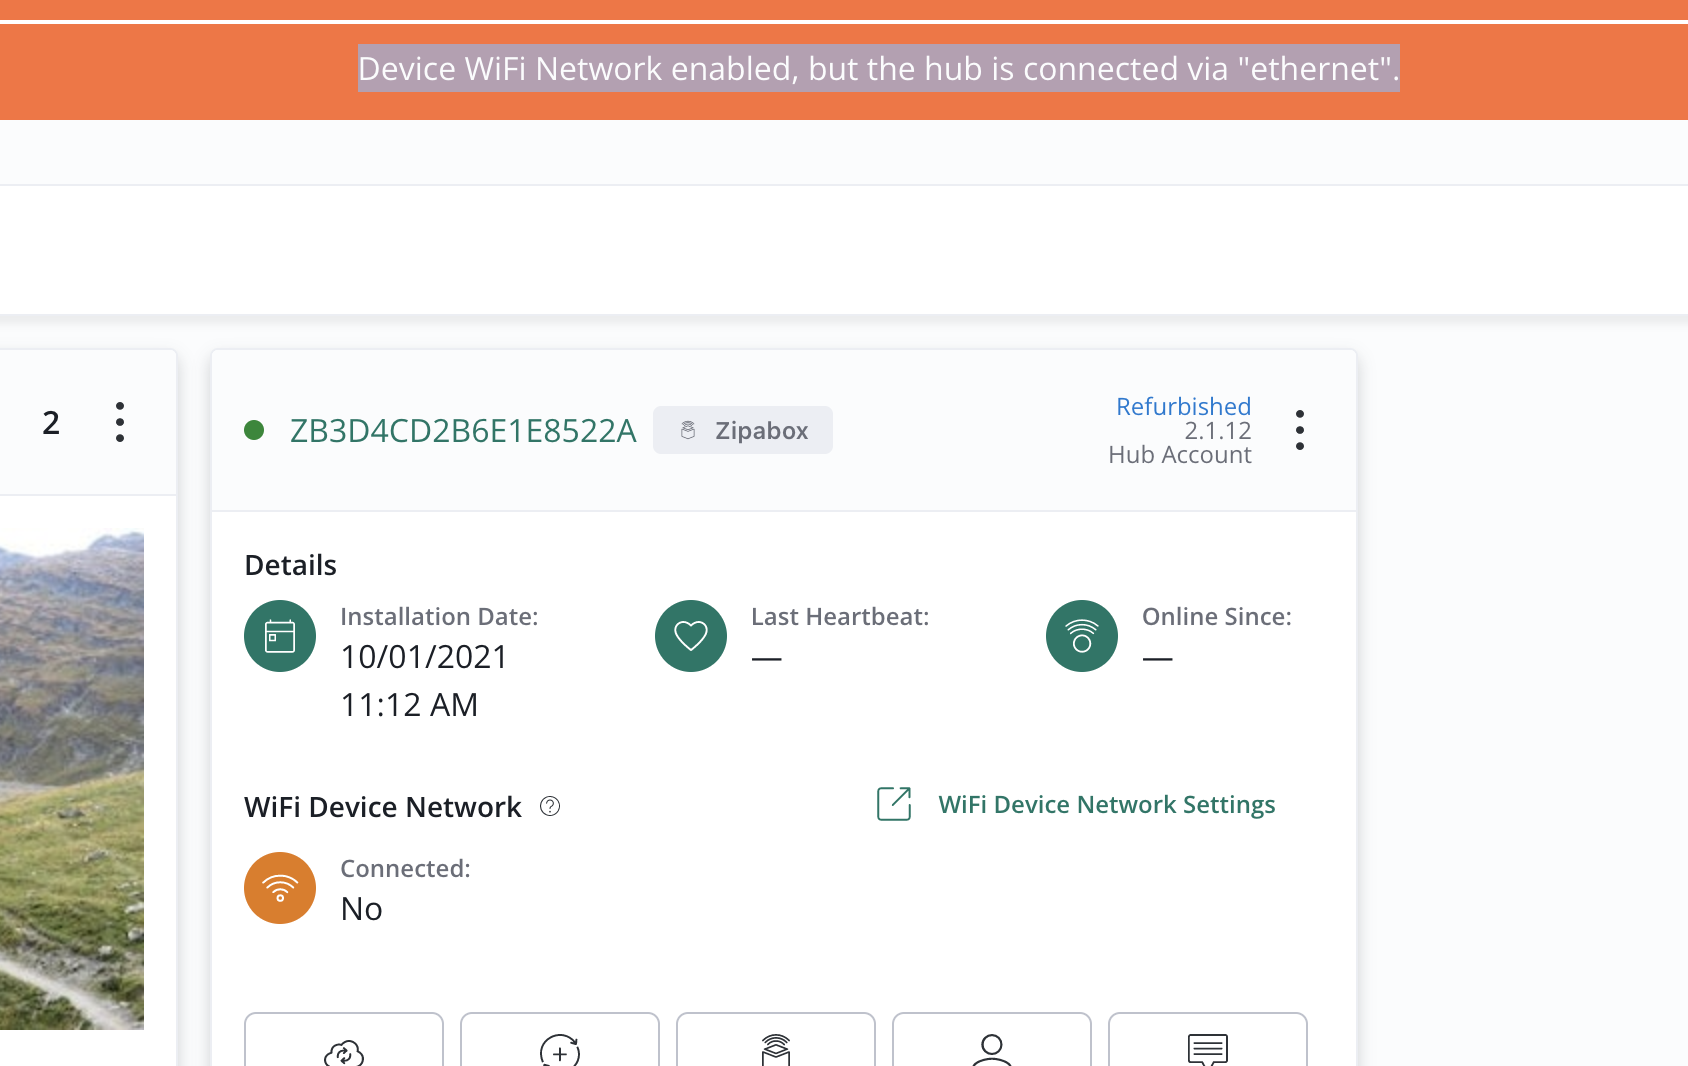 Device WiFi Network enabled, but the hub is connected via "ethernet".
2
ZB3D4CD2B6E1E8522A
Zipabox
Refurbished
2.1.12
Hub Account
Details
Installation Date:
10/01/2021
11:12 AM
Last Heartbeat:
—
Online Since:
—
WiFi Device Network
WiFi Device Network Settings
Connected:
No